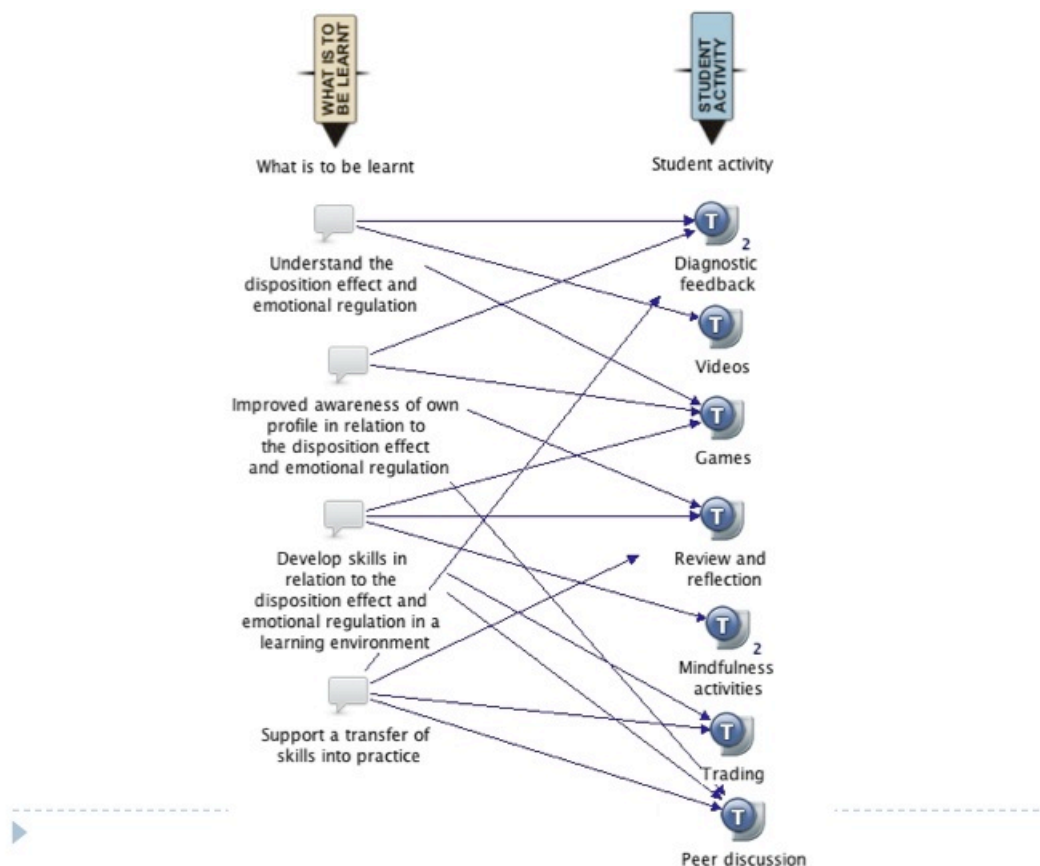 WHAT IS TO
BE LEARNT
STUDENT
ACTIVITY
What is to be learnt
Student activity
T
2
Understand the
disposition effect and
emotional regulation
Diagnostic
feedback
T
Videos
Improved awareness of own
profile in relation to
the disposition effect
and emotional regulation
T
Games
T
Develop skills in
relation to the
disposition effect and
emotional regulation in a
learning environment
Review and
reflection
T
2
Mindfulness
activities
Support a transfer of
skills into practice
T
Trading
T
Peer discussion